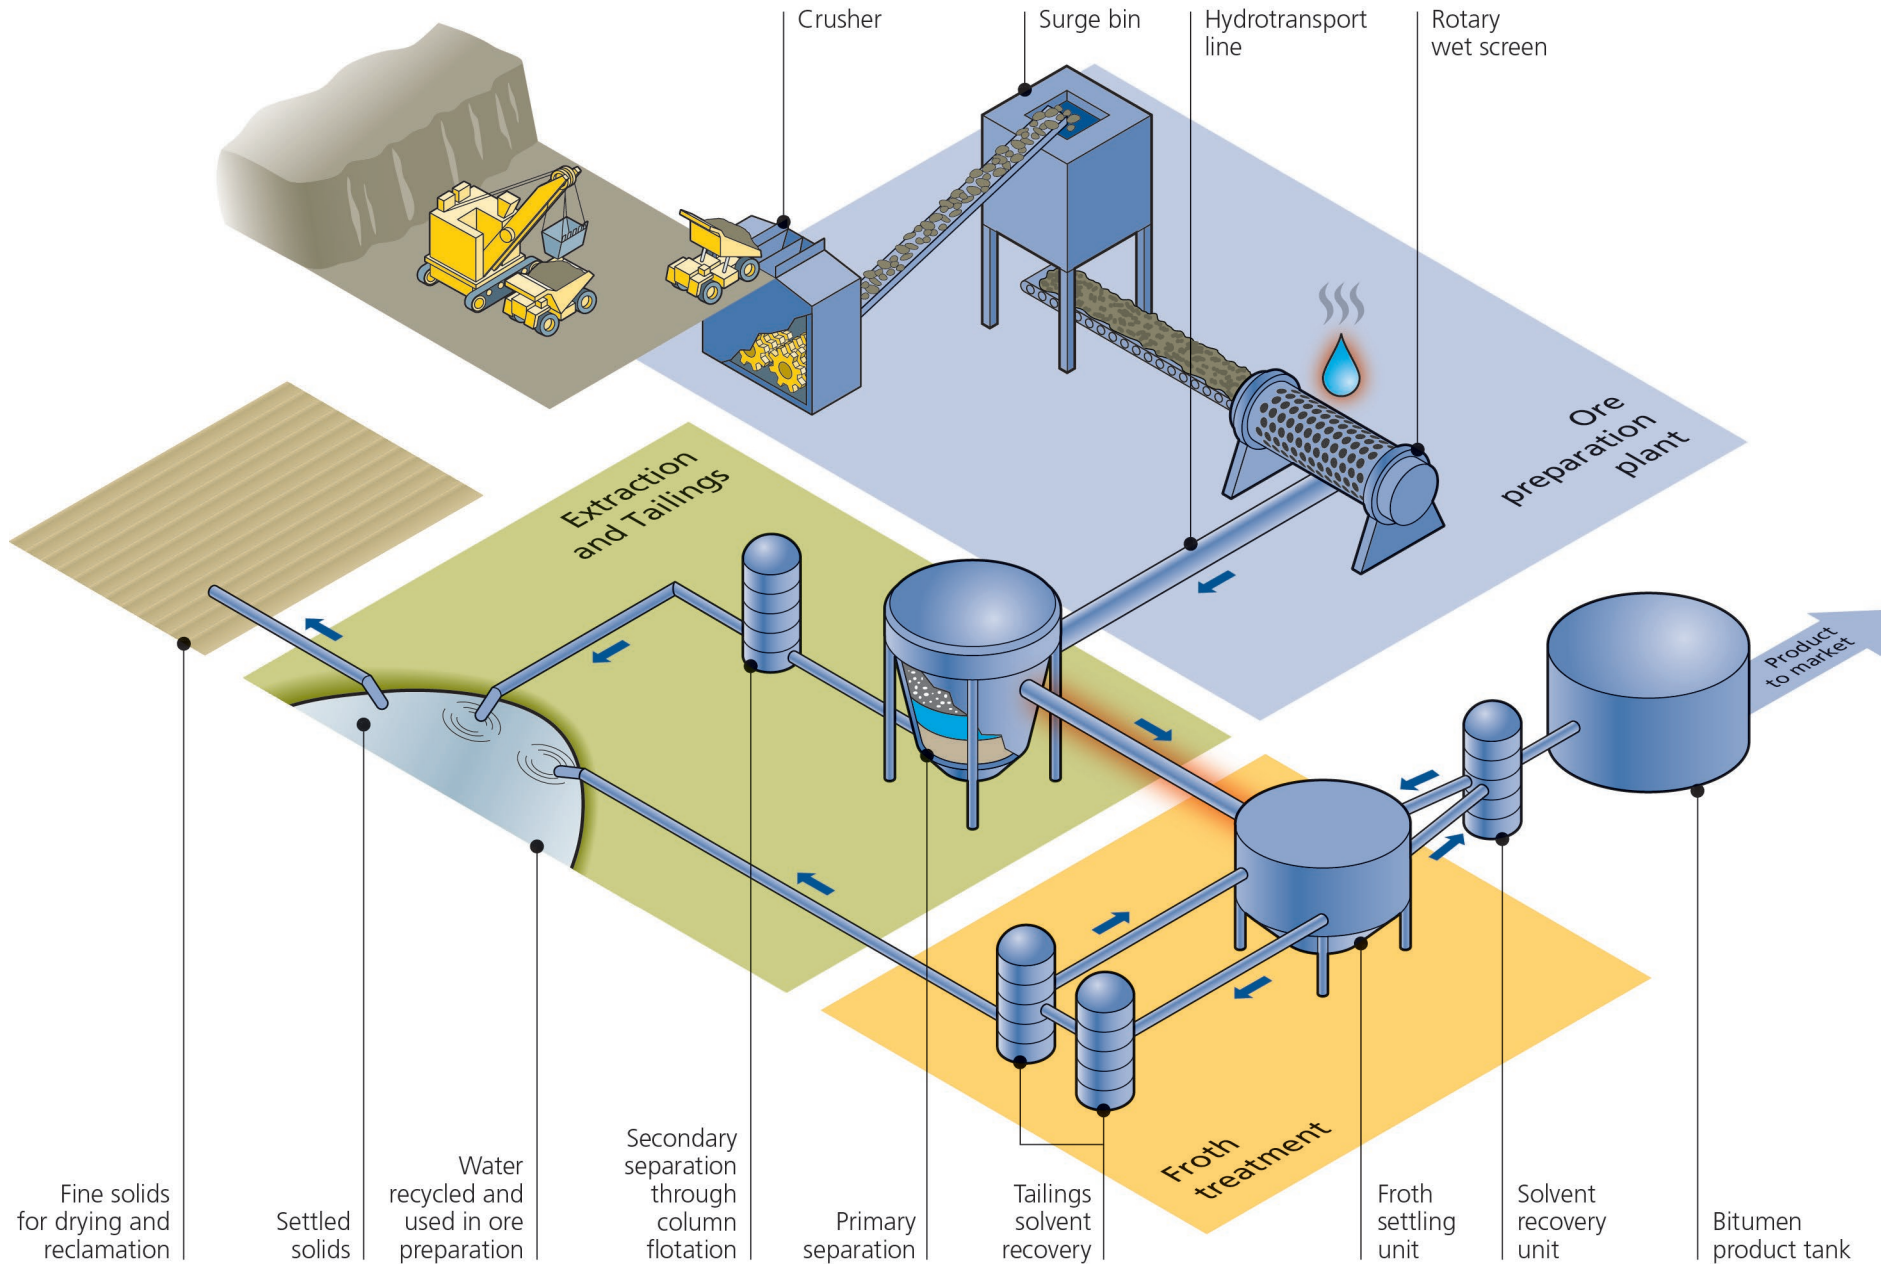 Crusher
Surge bin
Hydrotransport
line
Rotary
wet screen
Ore
preparation
plant
Extraction
and Tailings
Product
to market
Froth
treatment
Fine solids
for drying and
reclamation
Settled
solids
Water
recycled and
used in ore
preparation
Secondary
separation
through
column
flotation
Primary
separation
Tailings
solvent
recovery
Froth
settling
unit
Solvent
recovery
unit
Bitumen
product tank